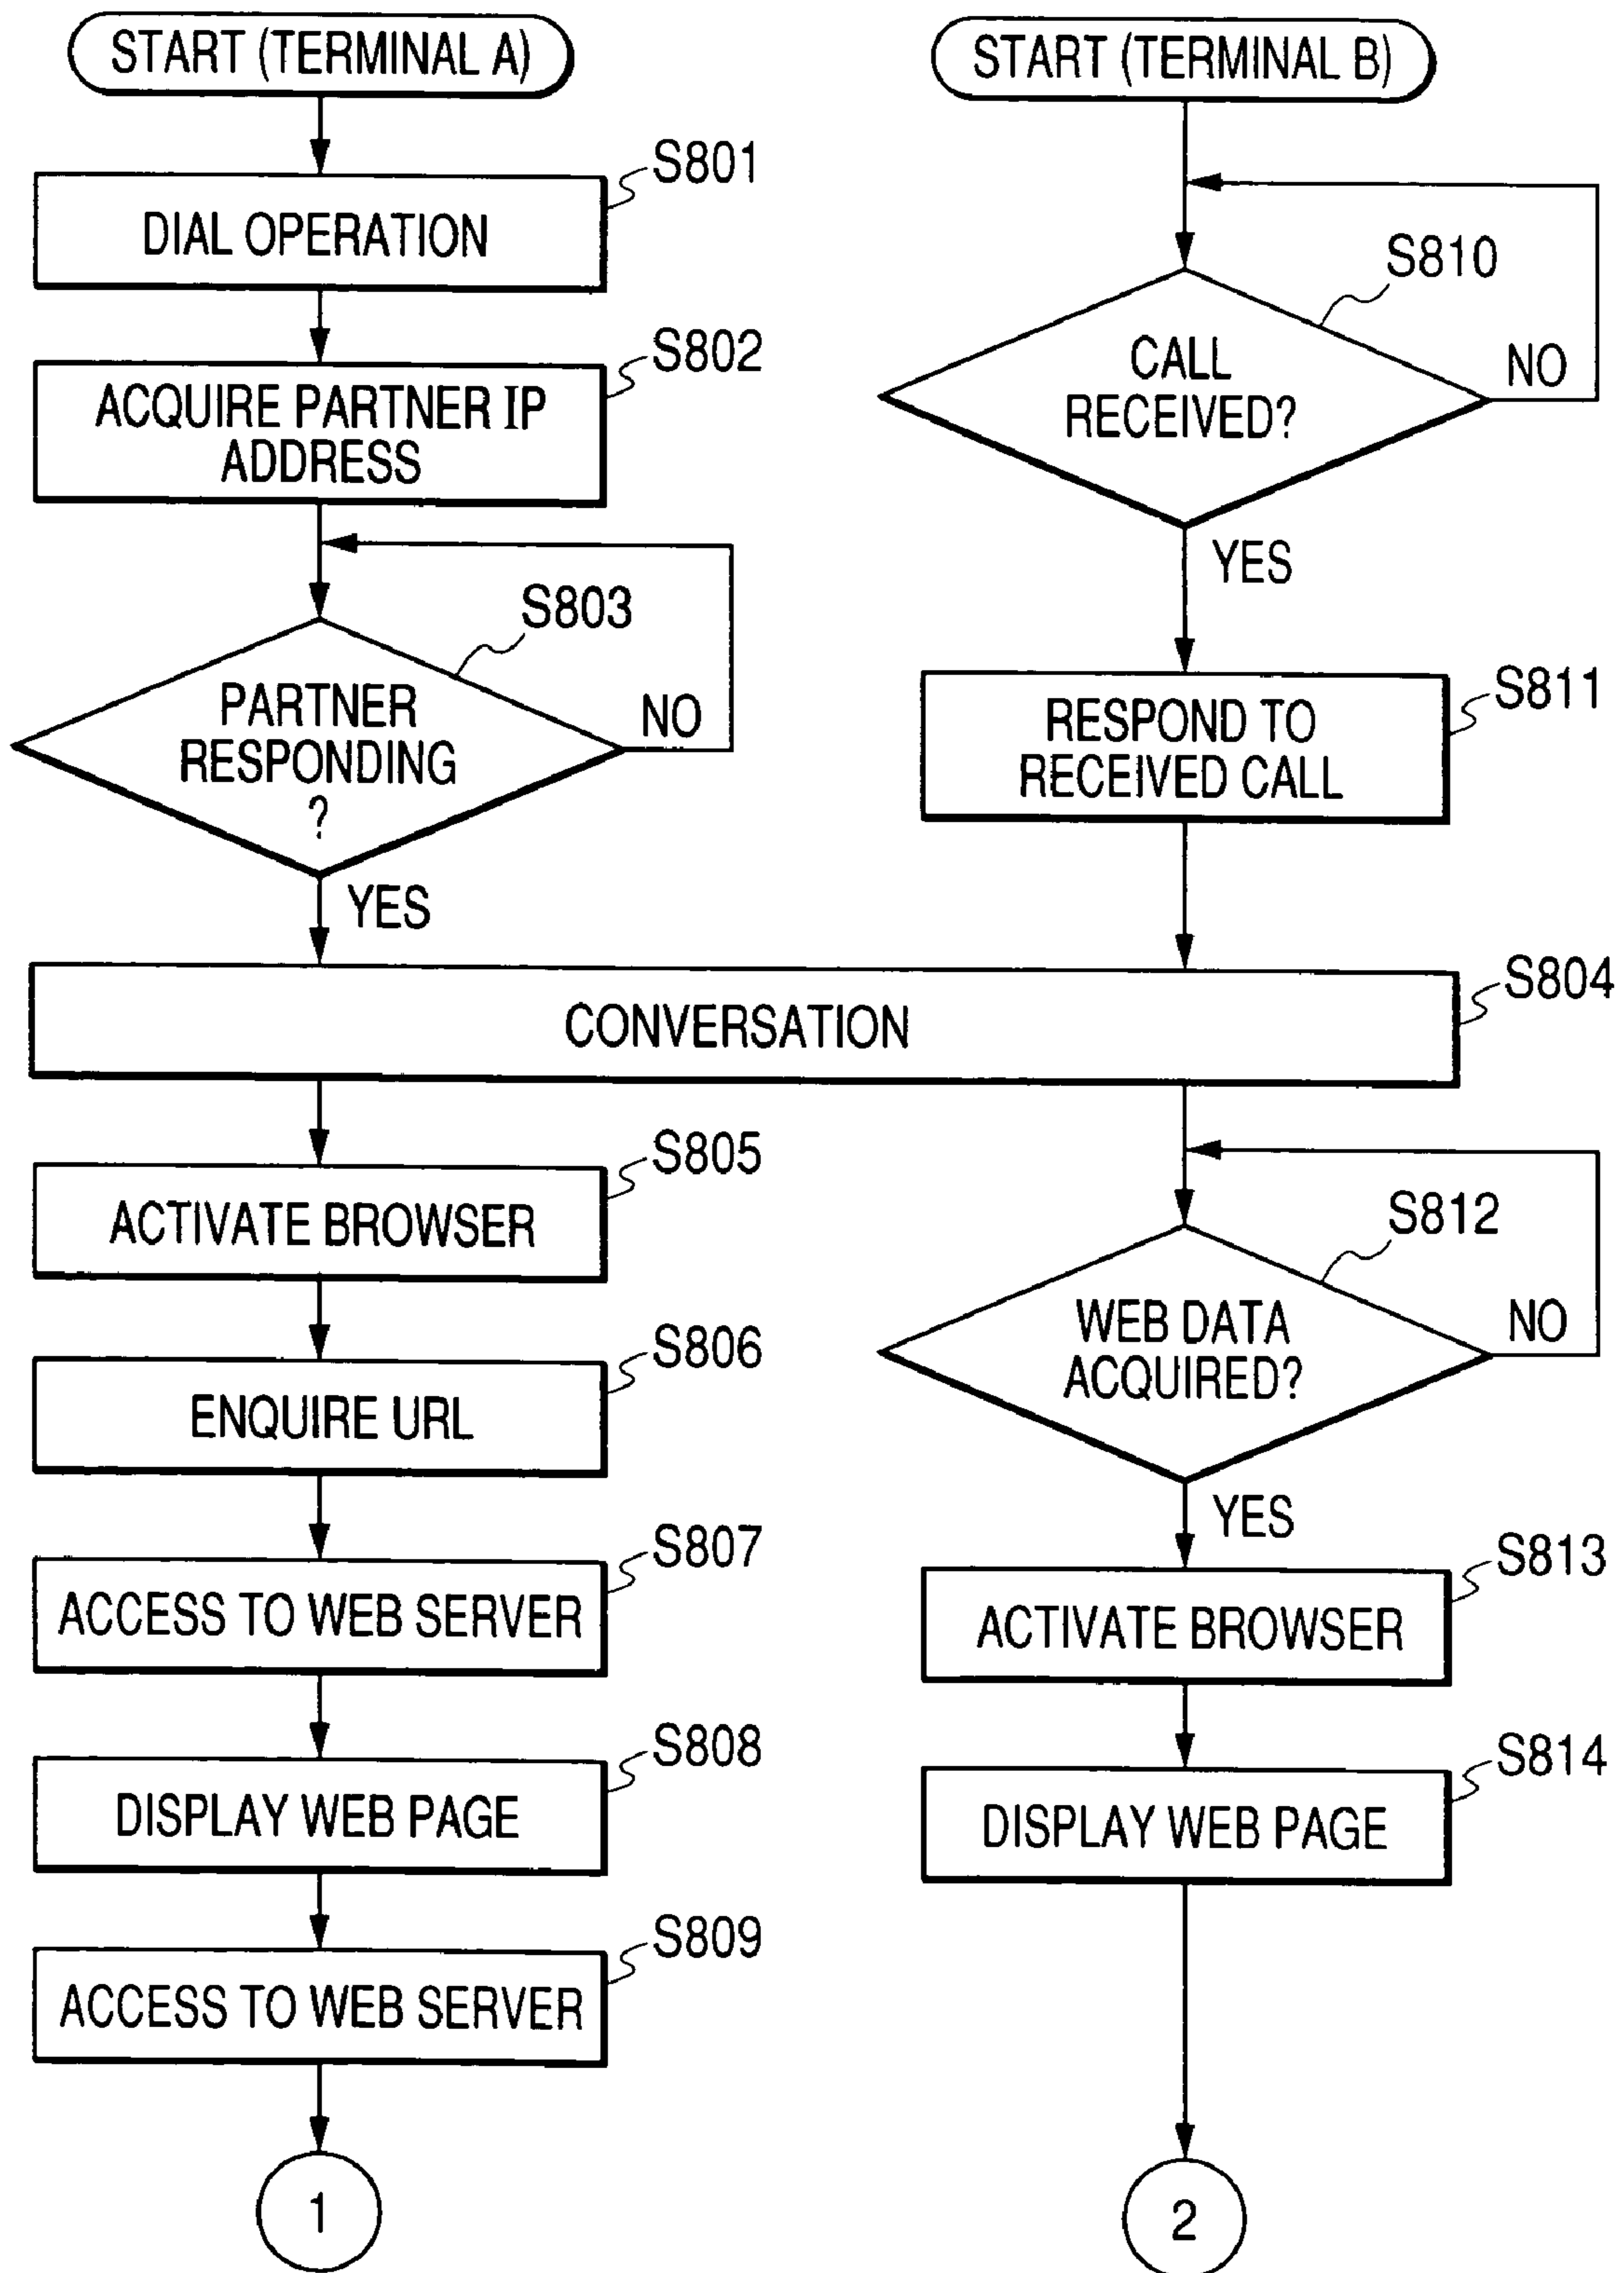 START (TERMINAL A)
S801
DIAL OPERATION
S802
ACQUIRE PARTNER IP
ADDRESS
S803
PARTNER
RESPONDING
?
NO
YES
START (TERMINAL B)
S810
CALL
RECEIVED?
NO
YES
S811
RESPOND TO
RECEIVED CALL
S804
CONVERSATION
S805
ACTIVATE BROWSER
S806
ENQUIRE URL
S807
ACCESS TO WEB SERVER
S808
DISPLAY WEB PAGE
S809
ACCESS TO WEB SERVER
1
S812
WEB DATA
ACQUIRED?
NO
YES
S813
ACTIVATE BROWSER
S814
DISPLAY WEB PAGE
2